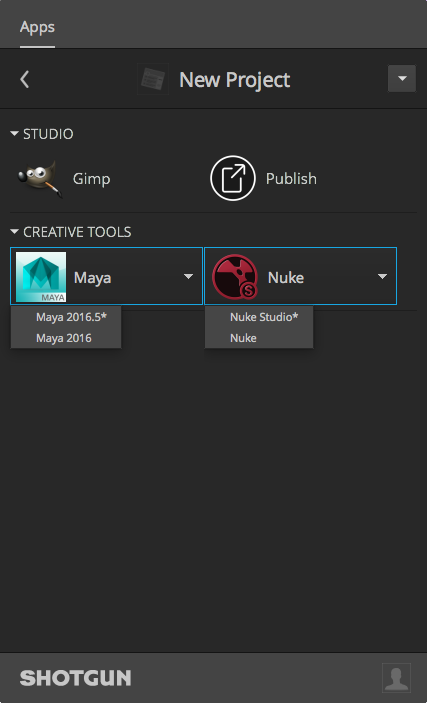 Apps
New Project
STUDIO
Gimp
Publish
CREATIVE TOOLS
MAYA
Maya
S
Nuke
Maya 2016.5*
Nuke Studio*
Maya 2016
Nuke
SHOTGUN